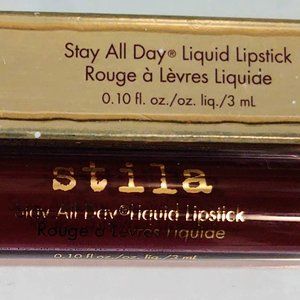 Stay All Day® Liquid Lipstick
Rouge à Lèvres Liquide
0.10 fl. oz./oz. liq./3 mL
stila
Stay All Day® Liquid Lipstick
Rouge à Lèvres Liquide
0.10 fl. oz./oz. liq./3 mL